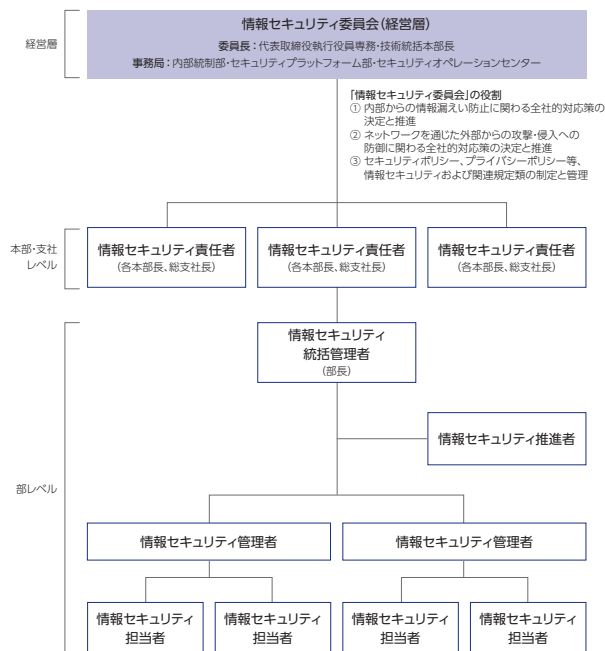 情報セキュリティ委員会（経営層）
経営層
委員長：代表取締役執行役員専務・技術統括本部長
事務局：内部統制部・セキュリティプラットフォーム部・セキュリティオペレーションセンター
「情報セキュリティ委員会」の役割
① 内部からの情報漏えい防止に関わる全社的対応策の
決定と推進
② ネットワークを通じた外部からの攻撃・侵入への
防御に関わる全社的対応策の決定と推進
③ セキュリティポリシー、プライバシーポリシー等、
情報セキュリティおよび関連規定類の制定と管理
本部・支社
レベル
情報セキュリティ責任者
（各本部長、総支社長）
情報セキュリティ責任者
（各本部長、総支社長）
情報セキュリティ責任者
（各本部長、総支社長）
情報セキュリティ
統括管理者
（部長）
情報セキュリティ推進者
部レベル
情報セキュリティ管理者
情報セキュリティ管理者
情報セキュリティ
担当者
情報セキュリティ
担当者
情報セキュリティ
担当者
情報セキュリティ
担当者